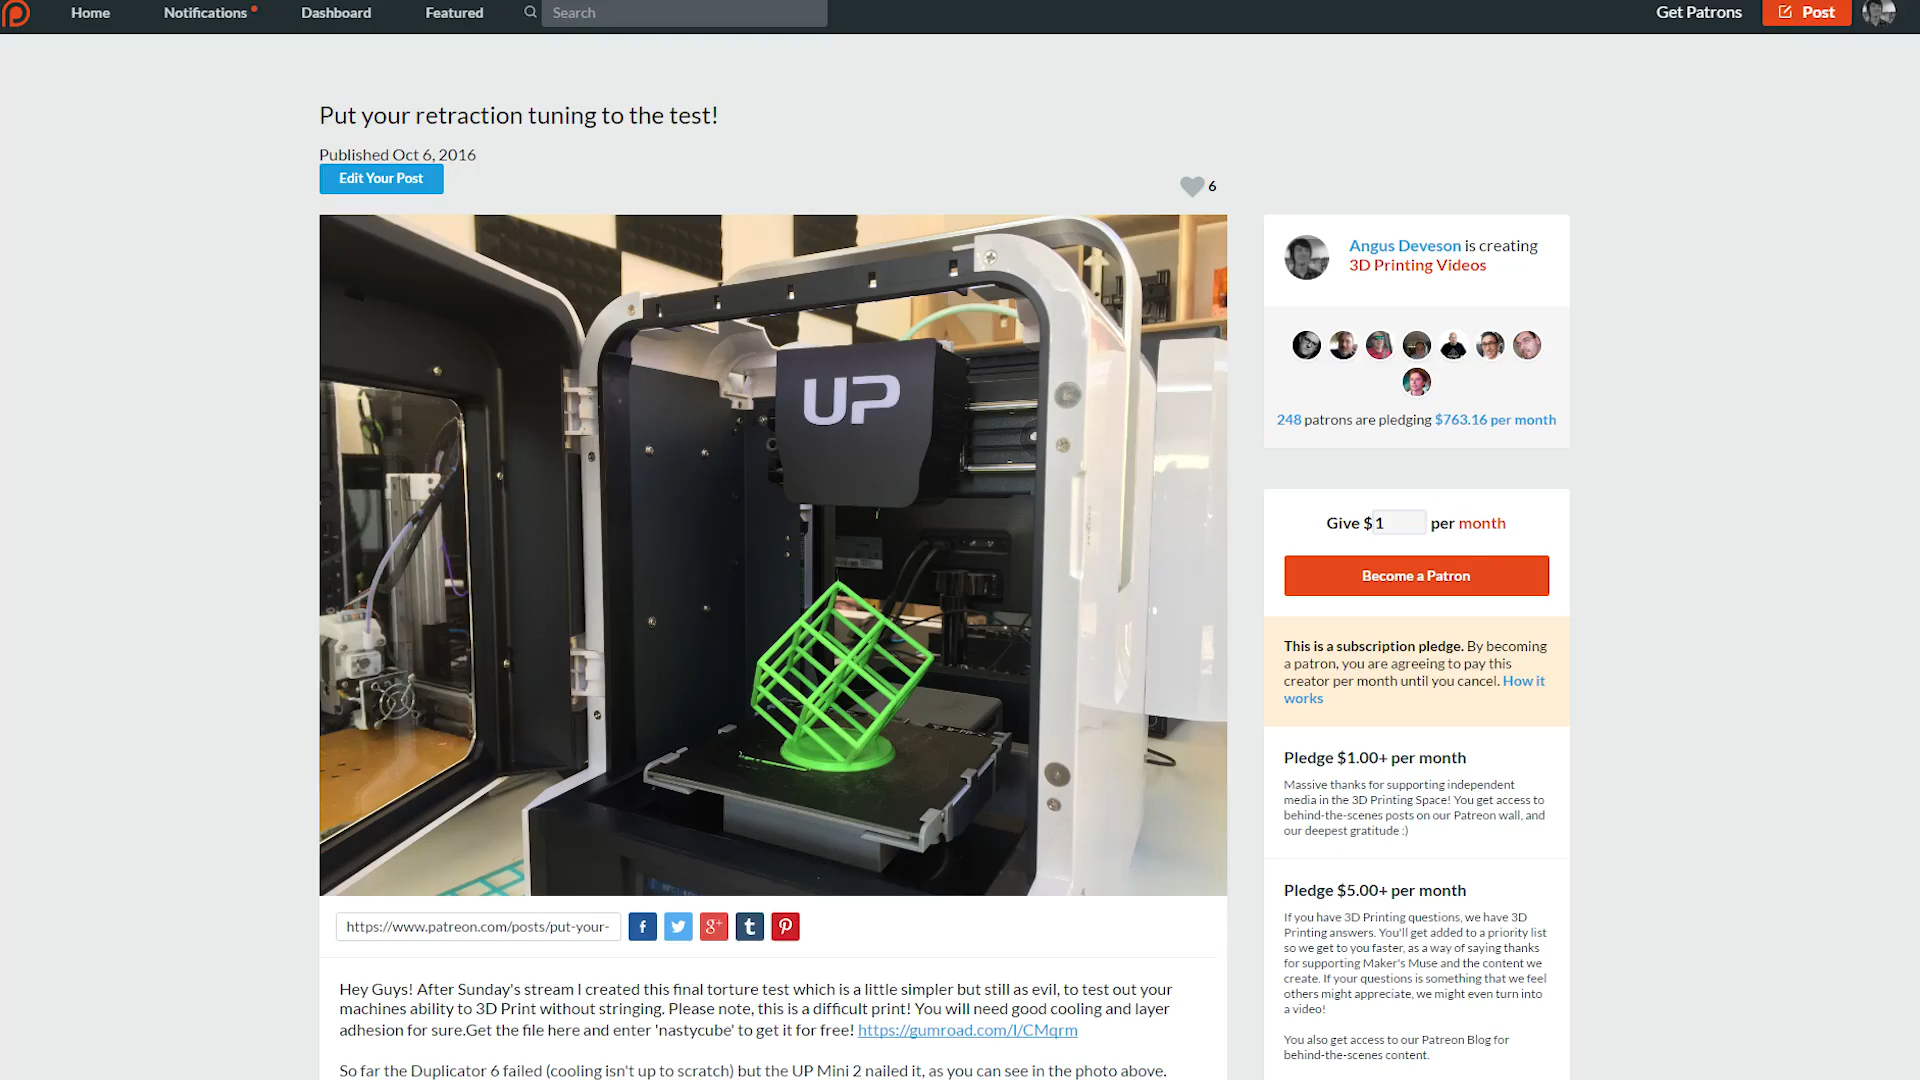 Home Notifications Dashboard Featured Search Get Patrons Post
Put your retraction tuning to the test!
Published Oct 6, 2016
Edit Your Post
6
UP
https://www.patreon.com/posts/put-your-
f g+ t
Hey Guys! After Sunday's stream I created this final torture test which is a little simpler but still as evil, to test out your
machines ability to 3D Print without stringing. Please note, this is a difficult print! You will need good cooling and layer
adhesion for sure.Get the file here and enter 'nastycube' to get it for free! https://gumroad.com/l/CMqrm
So far the Duplicator 6 failed (cooling isn't up to scratch) but the UP Mini 2 nailed it, as you can see in the photo above.
Angus Deveson is creating
3D Printing Videos
248 patrons are pledging $763.16 per month
Give $ 1 per month
Become a Patron
This is a subscription pledge. By becoming
a patron, you are agreeing to pay this
creator per month until you cancel. How it
works
Pledge $1.00+ per month
Massive thanks for supporting independent
media in the 3D Printing Space! You get access to
behind-the-scenes posts on our Patreon wall, and
our deepest gratitude :)
Pledge $5.00+ per month
If you have 3D Printing questions, we have 3D
Printing answers. You'll get added to a priority list
so we get to you faster, as a way of saying thanks
for supporting Maker's Muse and the content we
create. If your questions is something that we feel
others might appreciate, we might even turn into
a video!
You also get access to our Patreon Blog for
behind-the-scenes content.